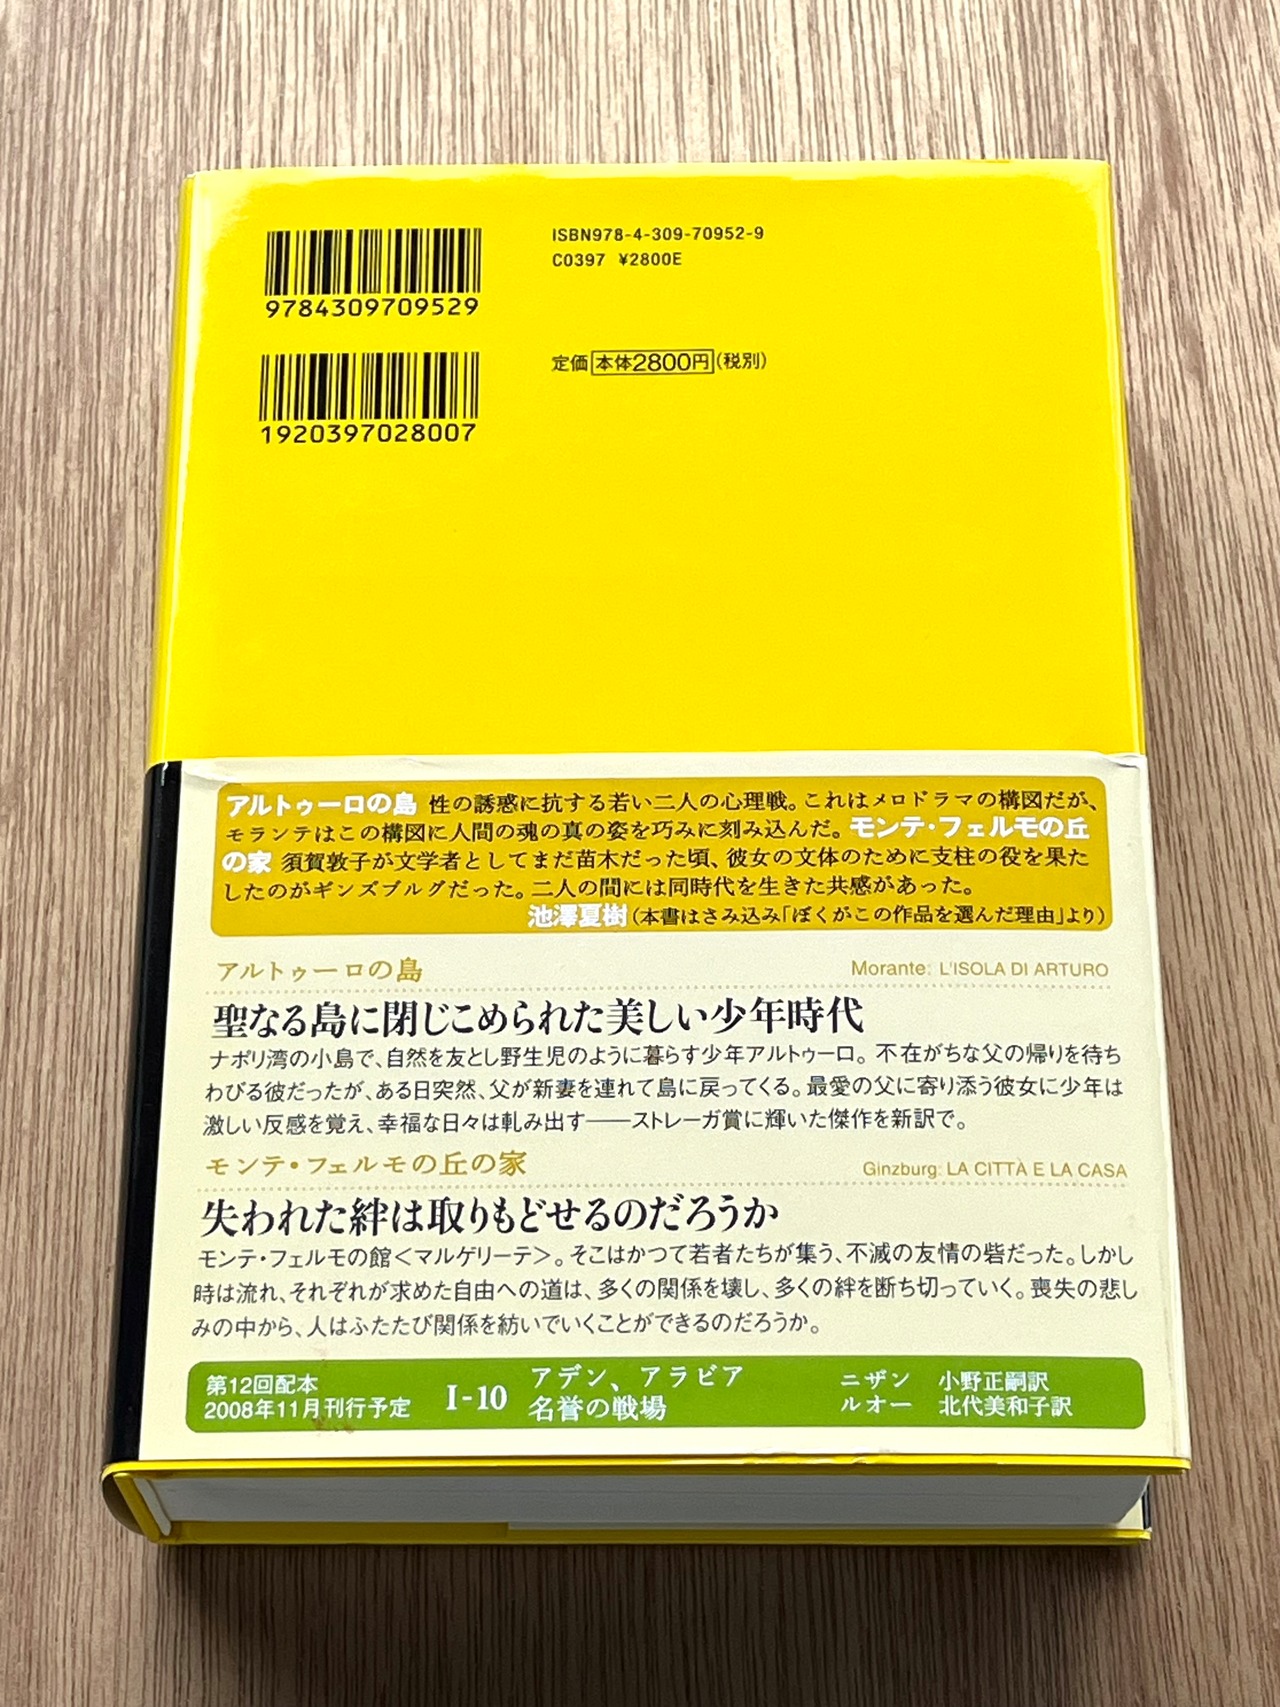 ISBN978-4-309-70952-9
C0397 ¥2800E
9784309709529
定価 本体2800円 (税別)
1920397028007
アルトゥーロの島 性の誘惑に抗する若い二人の心理戦。これはメロドラマの構図だが、
モランテはこの構図に人間の魂の真の姿を巧みに刻み込んだ。モンテ・フェルモの丘
の家 須賀敦子が文学者としてまだ苗木だった頃、彼女の文体のために支柱の役を果た
したのがギンズブルグだった。二人の間には同時代を生きた共感があった。
池澤夏樹(本書はさみ込み「ぼくがこの作品を選んだ理由」より)
アルトゥーロの島 Morante: L'ISOLA DI ARTURO
聖なる島に閉じこめられた美しい少年時代
ナポリ湾の小島で、自然を友とし野生児のように暮らす少年アルトゥーロ。不在がちな父の帰りを待ち
わびる彼だったが、ある日突然、父が新妻を連れて島に戻ってくる。最愛の父に寄り添う彼女に少年は
激しい反感を覚え、幸福な日々は軋み出す――ストレーガ賞に輝いた傑作を新訳で。
モンテ・フェルモの丘の家 Ginzburg: LA CITTÀ E LA CASA
失われた絆は取りもどせるのだろうか
モンテ・フェルモの館<マルゲリーテ>。そこはかつて若者たちが集う、不滅の友情の砦だった。しかし
時は流れ、それぞれが求めた自由への道は、多くの関係を壊し、多くの絆を断ち切っていく。喪失の悲し
みの中から、人はふたたび関係を紡いでいくことができるのだろうか。
第12回配本
2008年11月刊行予定
I-10
アデン、アラビア ニザン 小野正嗣訳
名誉の戦場 ルオー 北代美和子訳